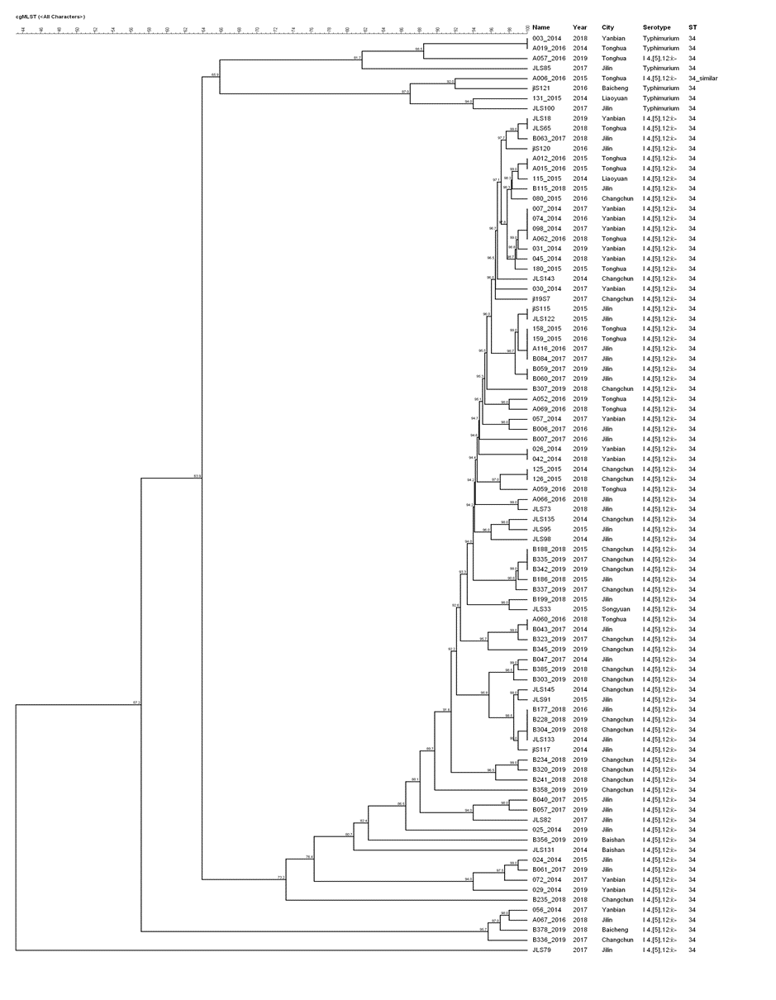 cgMLST (<All Characters>)
44 46 48 50 52 54 56 58 60 62 64 66 68 70 72 74 76 78 80 82 84 86 88 90 92 94 96 98 100
Name Year City Serotype ST
003_2014 2018 Yanbian Typhimurium 34
A019_2016 2014 Tonghua Typhimurium 34
A057_2016 2019 Tonghua I 4,[5],12:i:- 34
JLS85 2017 Jilin Typhimurium 34
A006_2016 2015 Tonghua I 4,[5],12:i:- 34_similar
jlS121 2016 Baicheng Typhimurium 34
131_2015 2014 Liaoyuan Typhimurium 34
JLS100 2017 Jilin Typhimurium 34
JLS18 2019 Yanbian I 4,[5],12:i:- 34
JLS65 2018 Tonghua I 4,[5],12:i:- 34
B063_2017 2018 Jilin I 4,[5],12:i:- 34
jlS120 2016 Jilin I 4,[5],12:i:- 34
A012_2016 2015 Tonghua I 4,[5],12:i:- 34
A015_2016 2015 Tonghua I 4,[5],12:i:- 34
115_2015 2014 Liaoyuan I 4,[5],12:i:- 34
B115_2018 2015 Jilin I 4,[5],12:i:- 34
080_2015 2016 Changchun I 4,[5],12:i:- 34
007_2014 2017 Yanbian I 4,[5],12:i:- 34
074_2014 2016 Yanbian I 4,[5],12:i:- 34
098_2014 2017 Yanbian I 4,[5],12:i:- 34
A062_2016 2018 Tonghua I 4,[5],12:i:- 34
031_2014 2019 Yanbian I 4,[5],12:i:- 34
045_2014 2018 Yanbian I 4,[5],12:i:- 34
180_2015 2015 Tonghua I 4,[5],12:i:- 34
JLS143 2014 Changchun I 4,[5],12:i:- 34
030_2014 2017 Yanbian I 4,[5],12:i:- 34
jl19S7 2017 Changchun I 4,[5],12:i:- 34
jlS115 2015 Jilin I 4,[5],12:i:- 34
JLS122 2015 Jilin I 4,[5],12:i:- 34
158_2015 2016 Tonghua I 4,[5],12:i:- 34
159_2015 2016 Tonghua I 4,[5],12:i:- 34
A116_2016 2017 Jilin I 4,[5],12:i:- 34
B084_2017 2017 Jilin I 4,[5],12:i:- 34
B059_2017 2019 Jilin I 4,[5],12:i:- 34
B060_2017 2019 Jilin I 4,[5],12:i:- 34
B307_2019 2018 Changchun I 4,[5],12:i:- 34
A052_2016 2019 Tonghua I 4,[5],12:i:- 34
A069_2016 2018 Tonghua I 4,[5],12:i:- 34
057_2014 2017 Yanbian I 4,[5],12:i:- 34
B006_2017 2016 Jilin I 4,[5],12:i:- 34
B007_2017 2016 Jilin I 4,[5],12:i:- 34
026_2014 2019 Yanbian I 4,[5],12:i:- 34
042_2014 2018 Yanbian I 4,[5],12:i:- 34
125_2015 2014 Changchun I 4,[5],12:i:- 34
126_2015 2018 Changchun I 4,[5],12:i:- 34
A059_2016 2018 Tonghua I 4,[5],12:i:- 34
A066_2016 2018 Jilin I 4,[5],12:i:- 34
JLS73 2018 Jilin I 4,[5],12:i:- 34
JLS135 2014 Changchun I 4,[5],12:i:- 34
JLS95 2015 Jilin I 4,[5],12:i:- 34
JLS98 2014 Jilin I 4,[5],12:i:- 34
B188_2018 2015 Changchun I 4,[5],12:i:- 34
B335_2019 2017 Changchun I 4,[5],12:i:- 34
B342_2019 2019 Changchun I 4,[5],12:i:- 34
B186_2018 2015 Jilin I 4,[5],12:i:- 34
B337_2019 2017 Changchun I 4,[5],12:i:- 34
B199_2018 2015 Jilin I 4,[5],12:i:- 34
JLS33 2015 Songyuan I 4,[5],12:i:- 34
A060_2016 2018 Tonghua I 4,[5],12:i:- 34
B043_2017 2014 Jilin I 4,[5],12:i:- 34
B323_2019 2017 Changchun I 4,[5],12:i:- 34
B345_2019 2019 Changchun I 4,[5],12:i:- 34
B047_2017 2014 Jilin I 4,[5],12:i:- 34
B385_2019 2018 Changchun I 4,[5],12:i:- 34
B303_2019 2018 Changchun I 4,[5],12:i:- 34
JLS145 2014 Changchun I 4,[5],12:i:- 34
JLS91 2015 Jilin I 4,[5],12:i:- 34
B177_2018 2016 Jilin I 4,[5],12:i:- 34
B228_2018 2019 Changchun I 4,[5],12:i:- 34
B304_2019 2018 Changchun I 4,[5],12:i:- 34
JLS133 2014 Jilin I 4,[5],12:i:- 34
jlS117 2014 Jilin I 4,[5],12:i:- 34
B234_2018 2019 Changchun I 4,[5],12:i:- 34
B320_2019 2018 Changchun I 4,[5],12:i:- 34
B241_2018 2018 Changchun I 4,[5],12:i:- 34
B358_2019 2019 Changchun I 4,[5],12:i:- 34
B040_2017 2015 Jilin I 4,[5],12:i:- 34
B057_2017 2019 Jilin I 4,[5],12:i:- 34
JLS82 2017 Jilin I 4,[5],12:i:- 34
025_2014 2019 Jilin I 4,[5],12:i:- 34
B356_2019 2019 Baishan I 4,[5],12:i:- 34
JLS131 2014 Baishan I 4,[5],12:i:- 34
024_2014 2015 Jilin I 4,[5],12:i:- 34
B061_2017 2019 Jilin I 4,[5],12:i:- 34
072_2014 2017 Yanbian I 4,[5],12:i:- 34
029_2014 2019 Yanbian I 4,[5],12:i:- 34
B235_2018 2018 Changchun I 4,[5],12:i:- 34
056_2014 2017 Yanbian I 4,[5],12:i:- 34
A067_2016 2018 Jilin I 4,[5],12:i:- 34
B378_2019 2018 Baicheng I 4,[5],12:i:- 34
B336_2019 2017 Changchun I 4,[5],12:i:- 34
JLS79 2017 Jilin I 4,[5],12:i:- 34